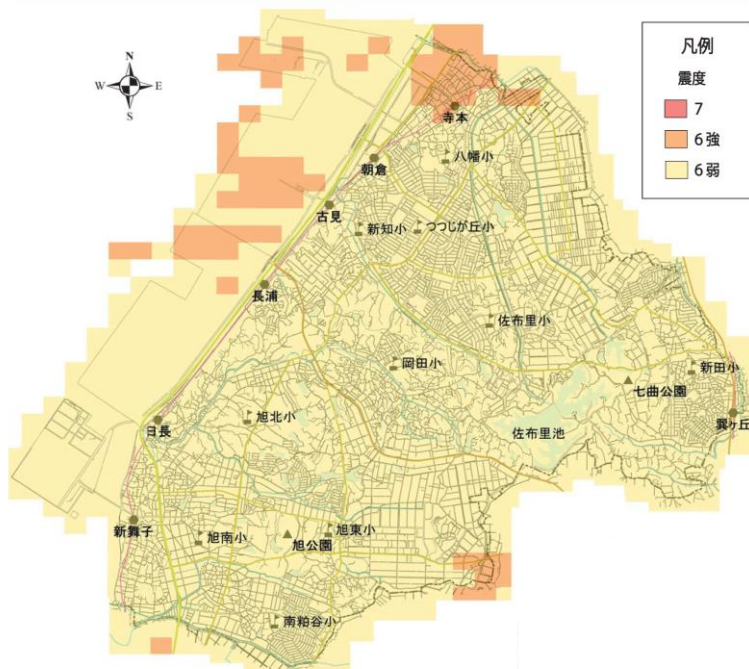 凡例
震度
7
6強
6弱
N
W
E
S
寺本
八幡小
朝倉
古見
新知小
つつじが丘小
長浦
佐布里小
岡田小
新田小
七曲公園
旭北小
日長
佐布里池
巽ヶ丘
新舞子
旭南小
旭公園
旭東小
南粕谷小